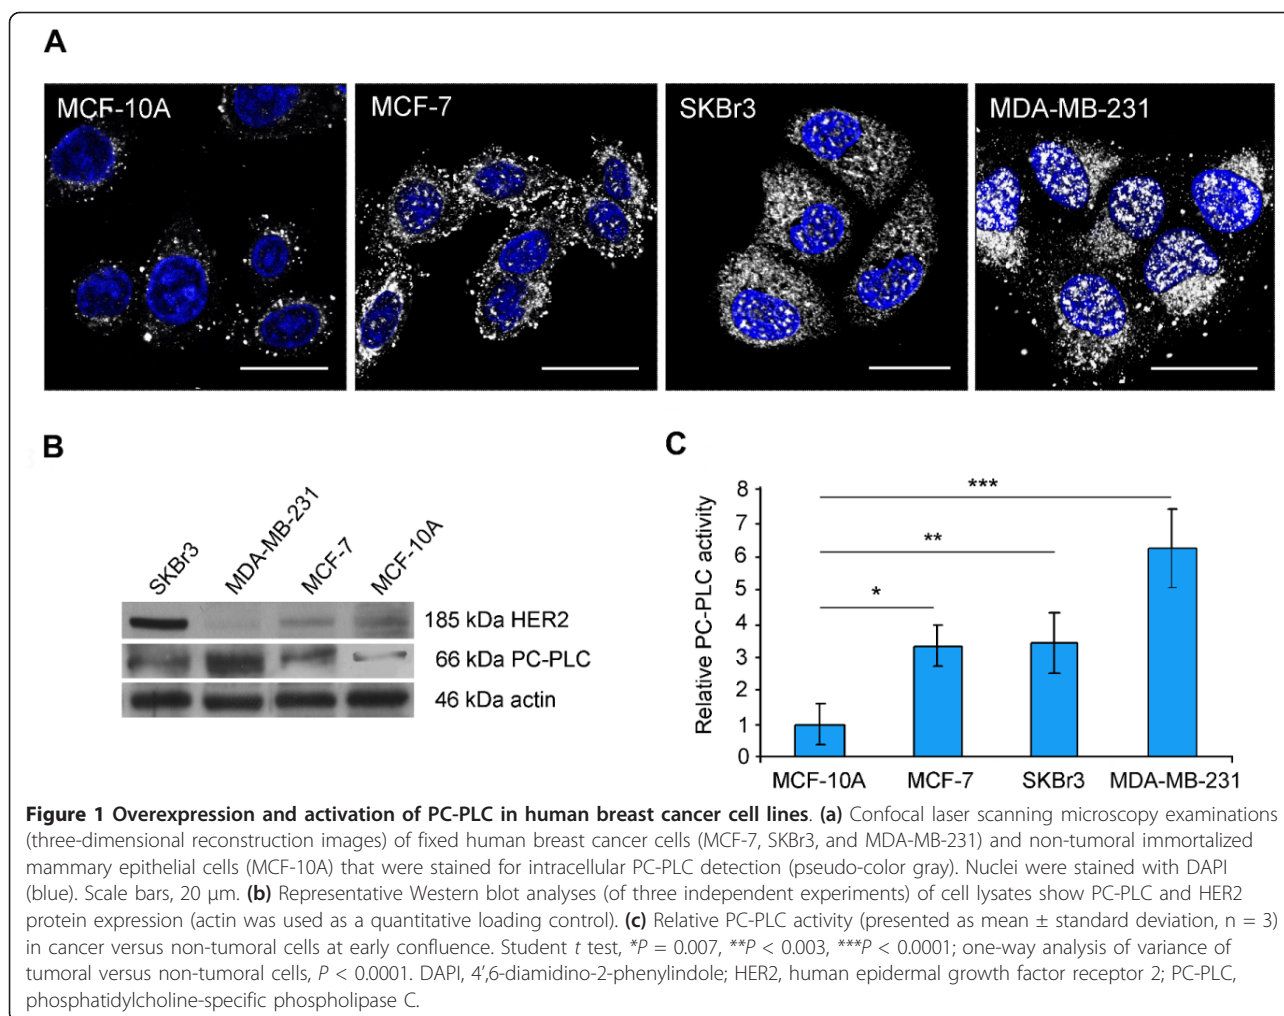 A
MCF-10A
MCF-7
SKBr3
MDA-MB-231
B
SKBr3
MDA-MB-231
MCF-7
MCF-10A
185 kDa HER2
66 kDa PC-PLC
46 kDa actin
C
Relative PC-PLC activity
8
7
6
5
4
3
2
1
0
*
**
***
MCF-10A
MCF-7
SKBr3
MDA-MB-231
Figure 1 Overexpression and activation of PC-PLC in human breast cancer cell lines. (a) Confocal laser scanning microscopy examinations
(three-dimensional reconstruction images) of fixed human breast cancer cells (MCF-7, SKBr3, and MDA-MB-231) and non-tumoral immortalized
mammary epithelial cells (MCF-10A) that were stained for intracellular PC-PLC detection (pseudo-color gray). Nuclei were stained with DAPI
(blue). Scale bars, 20 μm. (b) Representative Western blot analyses (of three independent experiments) of cell lysates show PC-PLC and HER2
protein expression (actin was used as a quantitative loading control). (c) Relative PC-PLC activity (presented as mean ± standard deviation, n = 3)
in cancer versus non-tumoral cells at early confluence. Student t test, *P = 0.007, **P < 0.003, ***P < 0.0001; one-way analysis of variance of
tumoral versus non-tumoral cells, P < 0.0001. DAPI, 4',6-diamidino-2-phenylindole; HER2, human epidermal growth factor receptor 2; PC-PLC,
phosphatidylcholine-specific phospholipase C.